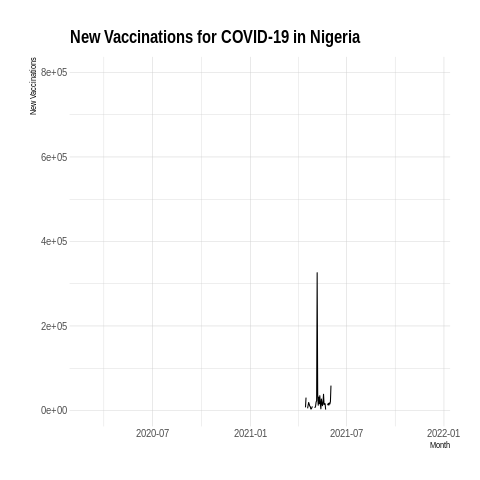 New Vaccinations for COVID-19 in Nigeria
New Vaccinations
8e+05
6e+05
4e+05
2e+05
0e+00
2020-07 2021-01 2021-07 2022-01
Month